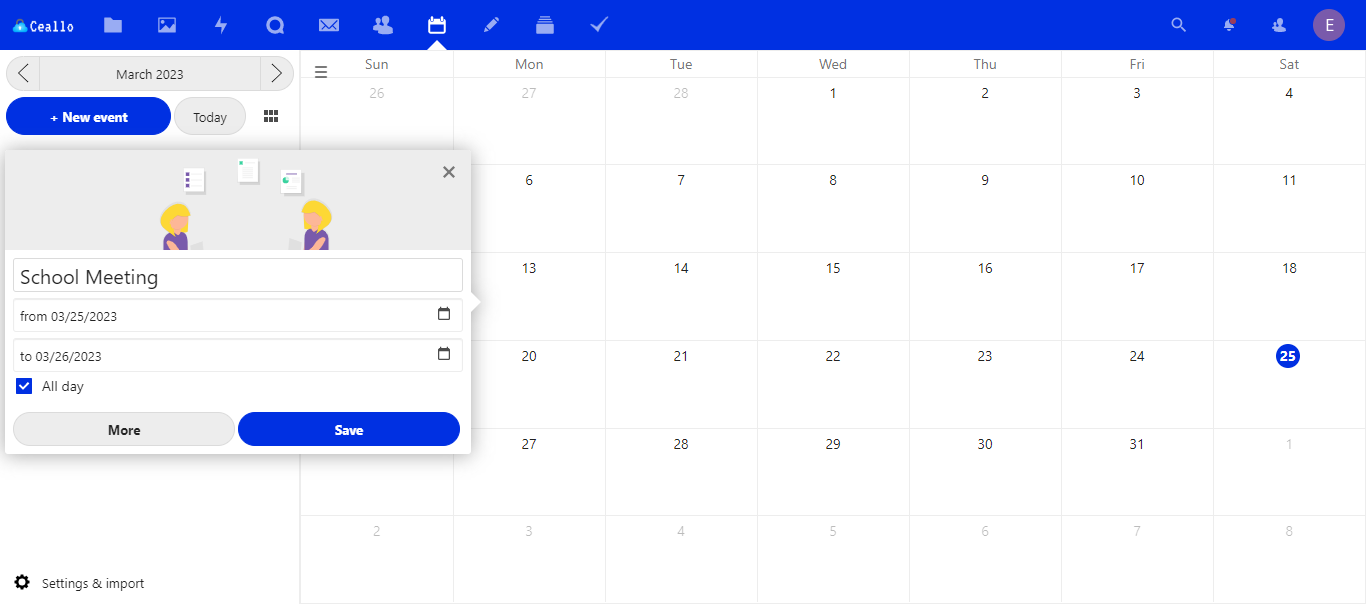 Ceallo
E
March 2023
+ New event
Today
School Meeting
from 03/25/2023
to 03/26/2023
All day
More
Save
Settings & import
Sun Mon Tue Wed Thu Fri Sat
26 27 28 1 2 3 4
6 7 8 9 10 11
13 14 15 16 17 18
20 21 22 23 24 25
27 28 29 30 31 1
2 3 4 5 6 7 8